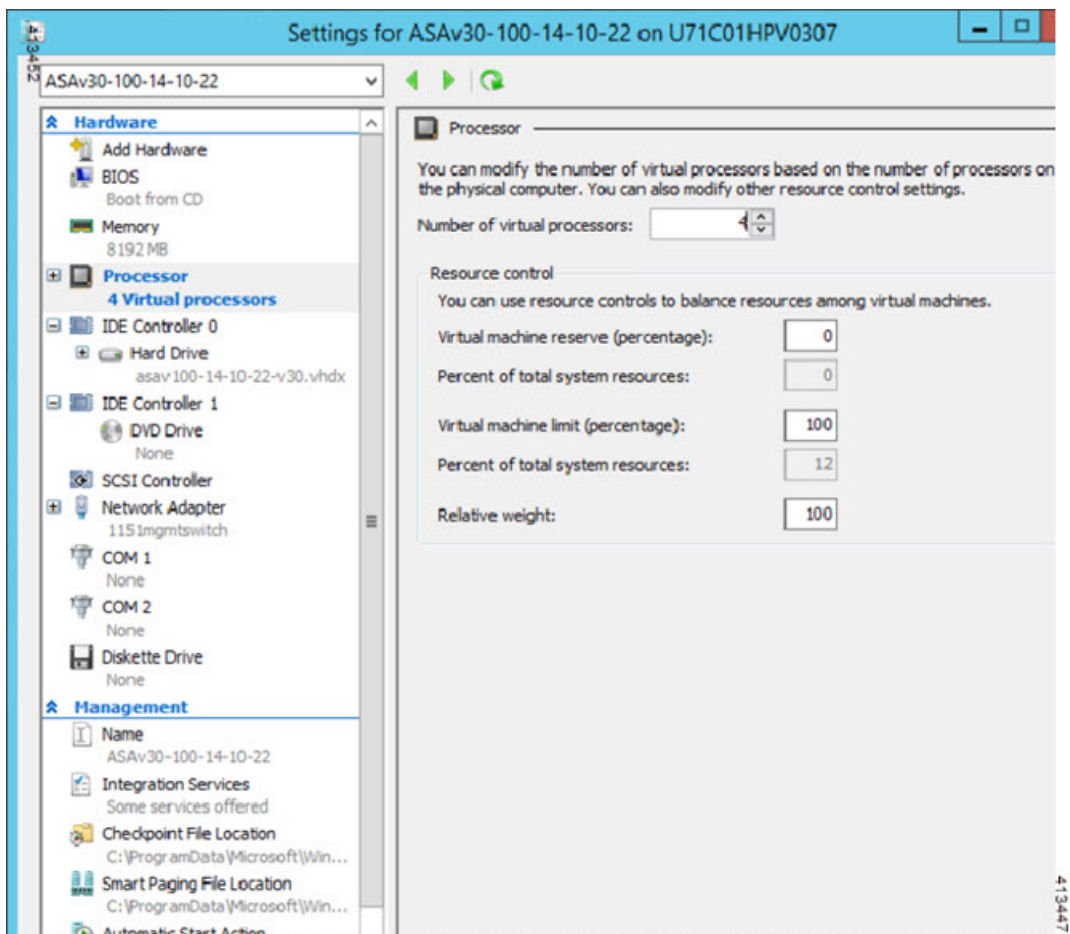 Settings for ASAv30-100-14-10-22 on U71C01HPV0307
413452
ASAv30-100-14-10-22
Hardware
Add Hardware
BIOS
Boot from CD
Memory
8192 MB
Processor
4 Virtual processors
IDE Controller 0
Hard Drive
asav100-14-10-22-v30.vhdx
IDE Controller 1
DVD Drive
None
SCSI Controller
Network Adapter
1151mgmtswitch
COM 1
None
COM 2
None
Diskette Drive
None
Management
Name
ASAv30-100-14-10-22
Integration Services
Some services offered
Checkpoint File Location
C:\ProgramData\Microsoft\Win...
Smart Paging File Location
C:\ProgramData\Microsoft\Win...
Automatic Start Action
Processor
You can modify the number of virtual processors based on the number of processors on
the physical computer. You can also modify other resource control settings.
Number of virtual processors: 4
Resource control
You can use resource controls to balance resources among virtual machines.
Virtual machine reserve (percentage): 0
Percent of total system resources: 0
Virtual machine limit (percentage): 100
Percent of total system resources: 12
Relative weight: 100
413447